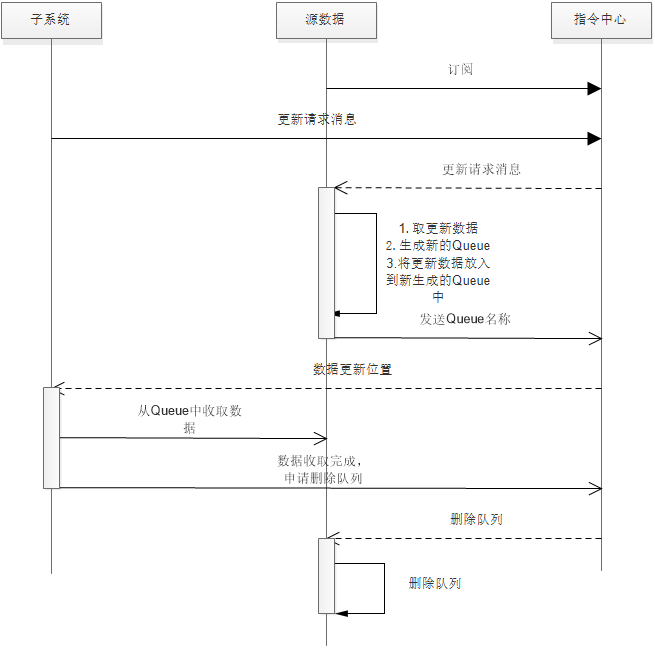 子系统
源数据
指令中心
订阅
更新请求消息
更新请求消息
1. 取更新数据
2. 生成新的Queue
3.将更新数据放入
到新生成的Queue
中
发送Queue名称
数据更新位置
从Queue中收取数
据
数据收取完成，
申请删除队列
删除队列
删除队列